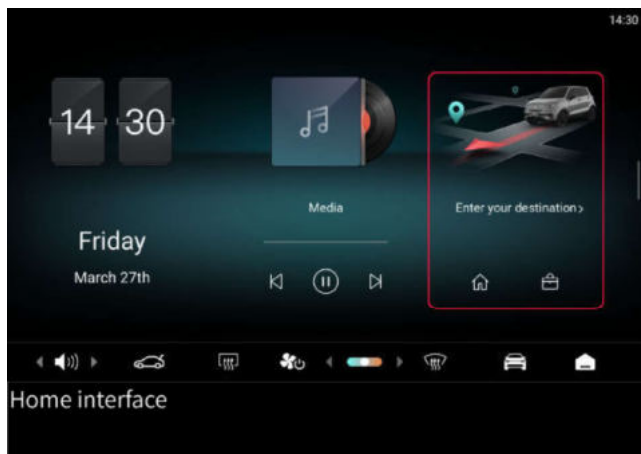 14:30
14 30
Media
Enter your destination>
Friday
March 27th
Home interface